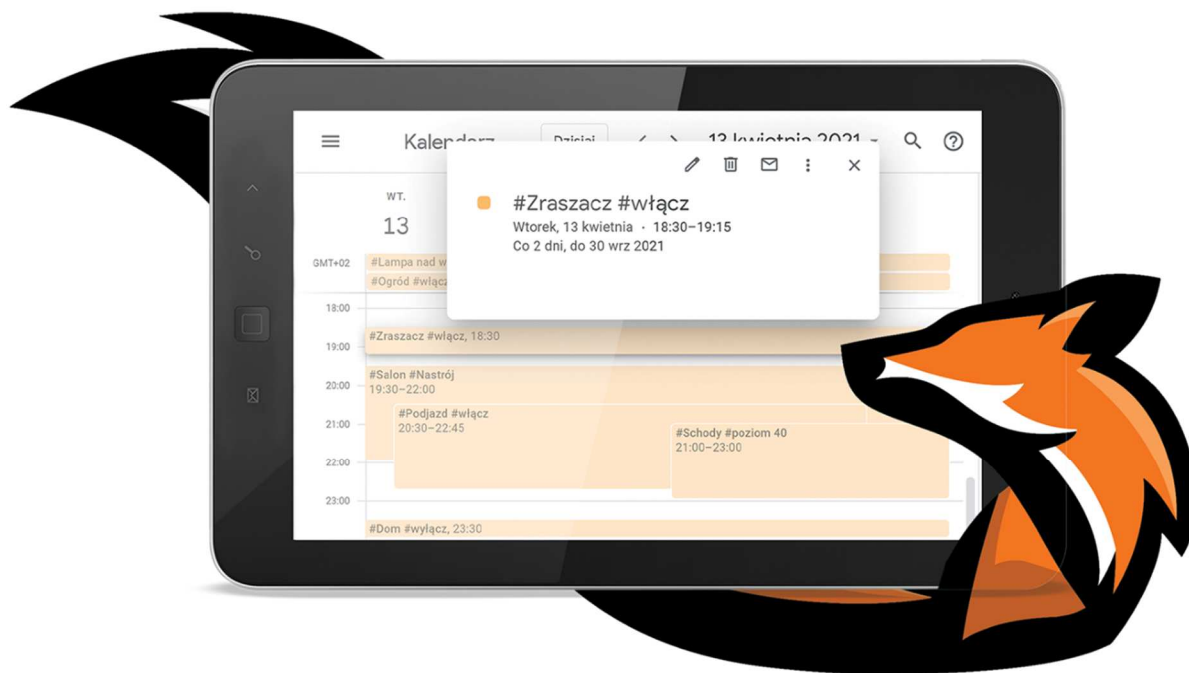 Kalendarz
Dzisiaj
13 kwietnia 2021
WT.
13
#Zraszacz #włącz
Wtorek, 13 kwietnia · 18:30–19:15
Co 2 dni, do 30 wrz 2021
GMT+02
#Lampa nad w
#Ogród #włącz
18:00
#Zraszacz #włącz, 18:30
19:00
#Salon #Nastrój
19:30–22:00
20:00
#Podjazd #włącz
20:30–22:45
21:00
#Schody #poziom 40
21:00–23:00
22:00
23:00
#Dom #wyłącz, 23:30